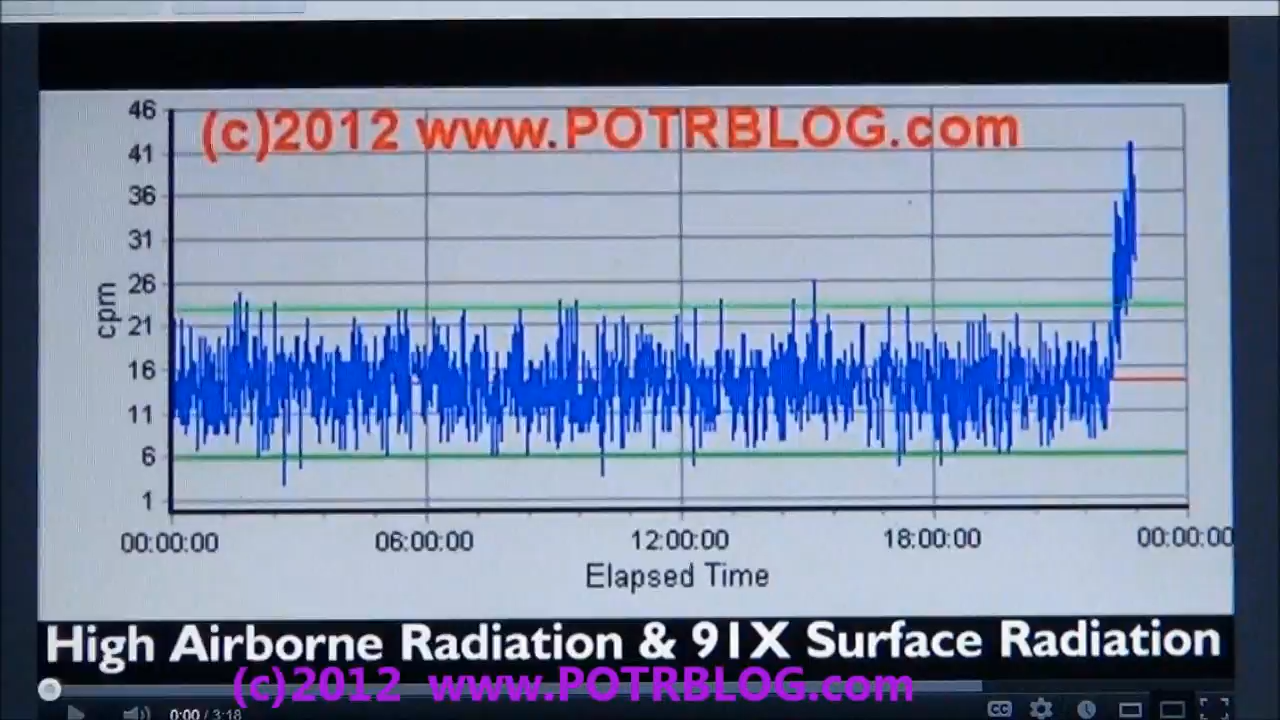 46
(c)2012 www.POTRBLOG.com
41
36
31
26
21
16
11
6
1
cpm
00:00:00 06:00:00 12:00:00 18:00:00 00:00:00
Elapsed Time
High Airborne Radiation & 91X Surface Radiation
(c)2012 www.POTRBLOG.com
0:00 / 3:18
CC